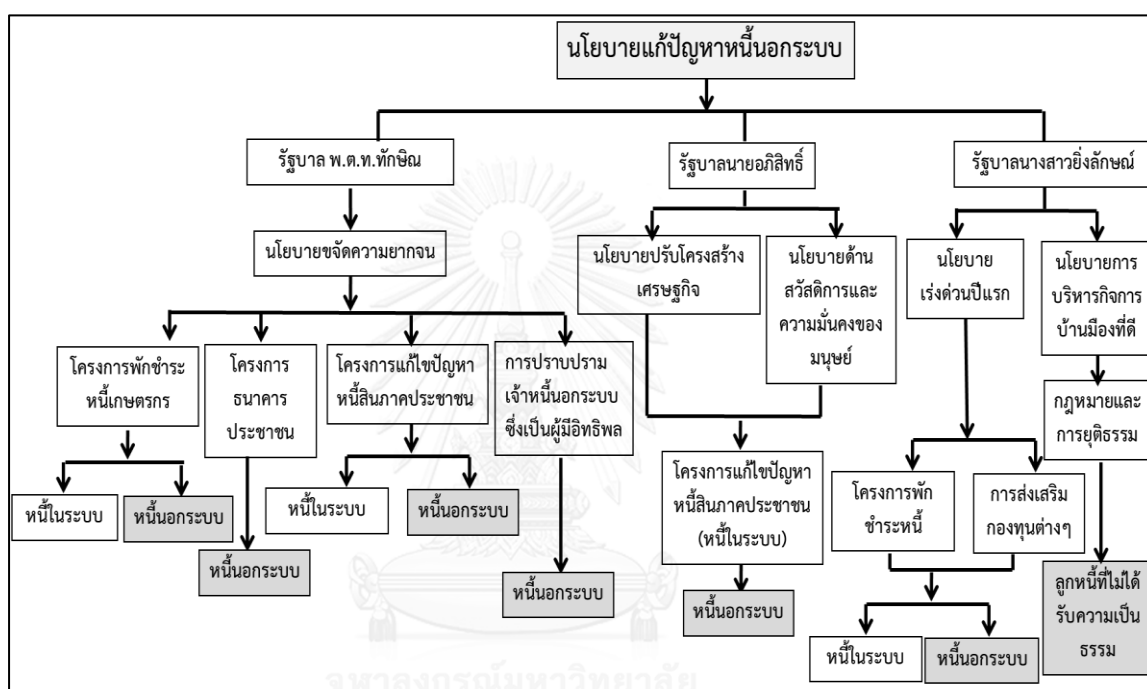 นโยบายแก้ปัญหาหนี้นอกระบบ
รัฐบาล พ.ต.ท.ทักษิณ
รัฐบาลนายอภิสิทธิ์
รัฐบาลนางสาวยิ่งลักษณ์
นโยบายขจัดความยากจน
นโยบายปรับโครงสร้าง
เศรษฐกิจ
นโยบายด้าน
สวัสดิการและ
ความมั่นคงของ
มนุษย์
นโยบาย
เร่งด่วนปีแรก
นโยบายการ
บริหารกิจการ
บ้านเมืองที่ดี
โครงการพักชำระ
หนี้เกษตรกร
โครงการ
ธนาคาร
ประชาชน
โครงการแก้ไขปัญหา
หนี้สินภาคประชาชน
การปราบปราม
เจ้าหนี้นอกระบบ
ซึ่งเป็นผู้มีอิทธิพล
กฎหมายและ
การยุติธรรม
หนี้ในระบบ
หนี้นอกระบบ
หนี้นอกระบบ
หนี้ในระบบ
หนี้นอกระบบ
หนี้นอกระบบ
โครงการแก้ไขปัญหา
หนี้สินภาคประชาชน
(หนี้ในระบบ)
หนี้นอกระบบ
โครงการพัก
ชำระหนี้
การส่งเสริม
กองทุนต่างๆ
หนี้ในระบบ
หนี้นอกระบบ
ลูกหนี้ที่ไม่ได้
รับความเป็น
ธรรม
จุฬาลงกรณ์มหาวิทยาลัย